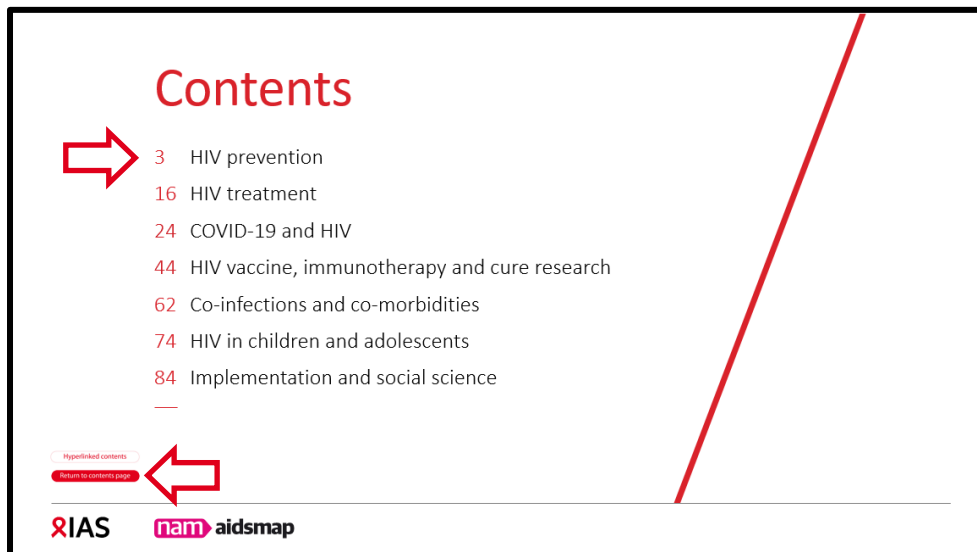 Contents
3 HIV prevention
16 HIV treatment
24 COVID-19 and HIV
44 HIV vaccine, immunotherapy and cure research
62 Co-infections and co-morbidities
74 HIV in children and adolescents
84 Implementation and social science
Hyperlinked contents
Return to contents page
IAS nam aidsmap